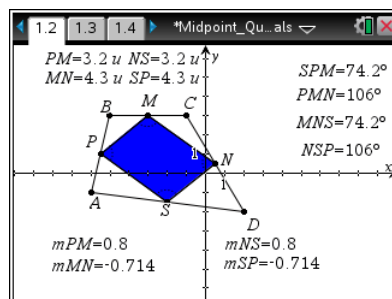 1.2 1.3 1.4 *Midpoint_Qu…als
PM=3.2 u NS=3.2 u
MN=4.3 u SP=4.3 u
y
SPM=74.2°
PMN=106°
MNS=74.2°
NSP=106°
B M C
P 1 N
x
A S 1
D
mPM=0.8 mNS=0.8
mMN=-0.714 mSP=-0.714